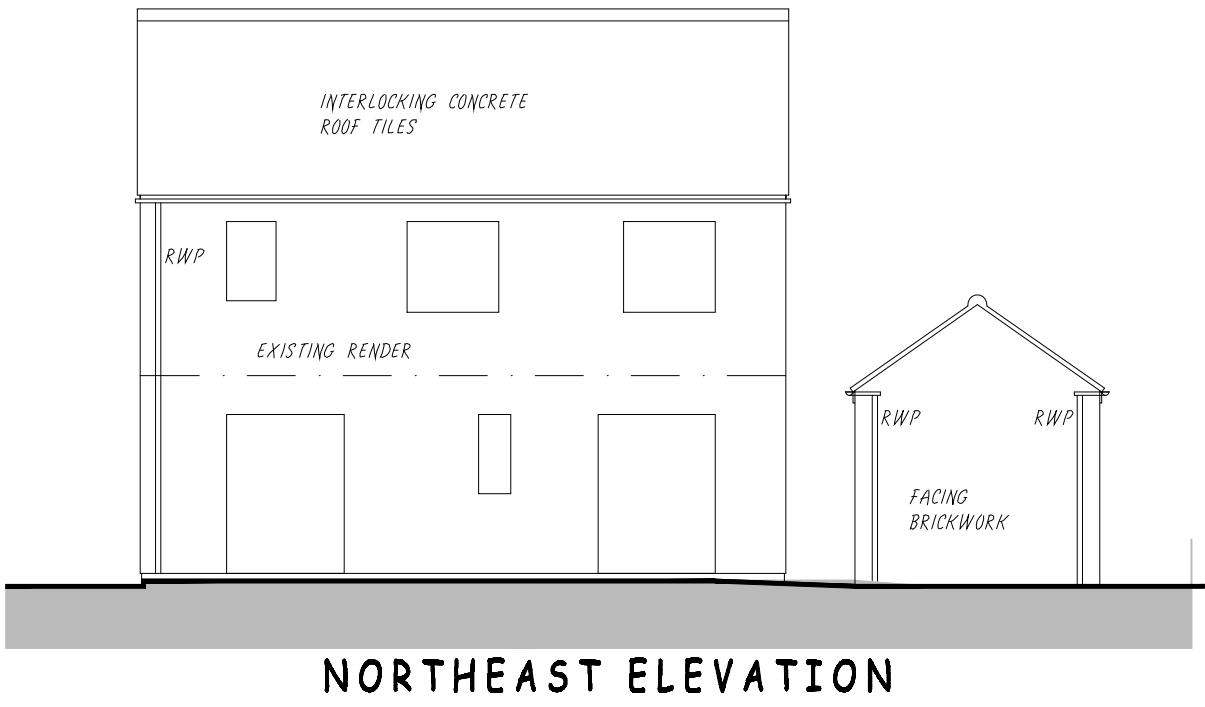 INTERLOCKING CONCRETE
ROOF TILES
RWP
EXISTING RENDER
RWP
RWP
FACING
BRICKWORK
NORTHEAST ELEVATION